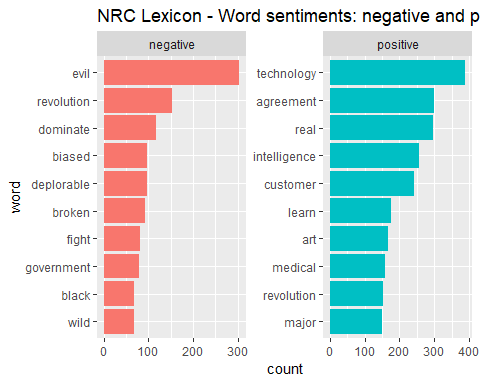 NRC Lexicon - Word sentiments: negative and p
negative
positive
word
evil
revolution
dominate
biased
deplorable
broken
fight
government
black
wild
technology
agreement
real
intelligence
customer
learn
art
medical
revolution
major
0 100 200 300
0 100 200 300 400
count